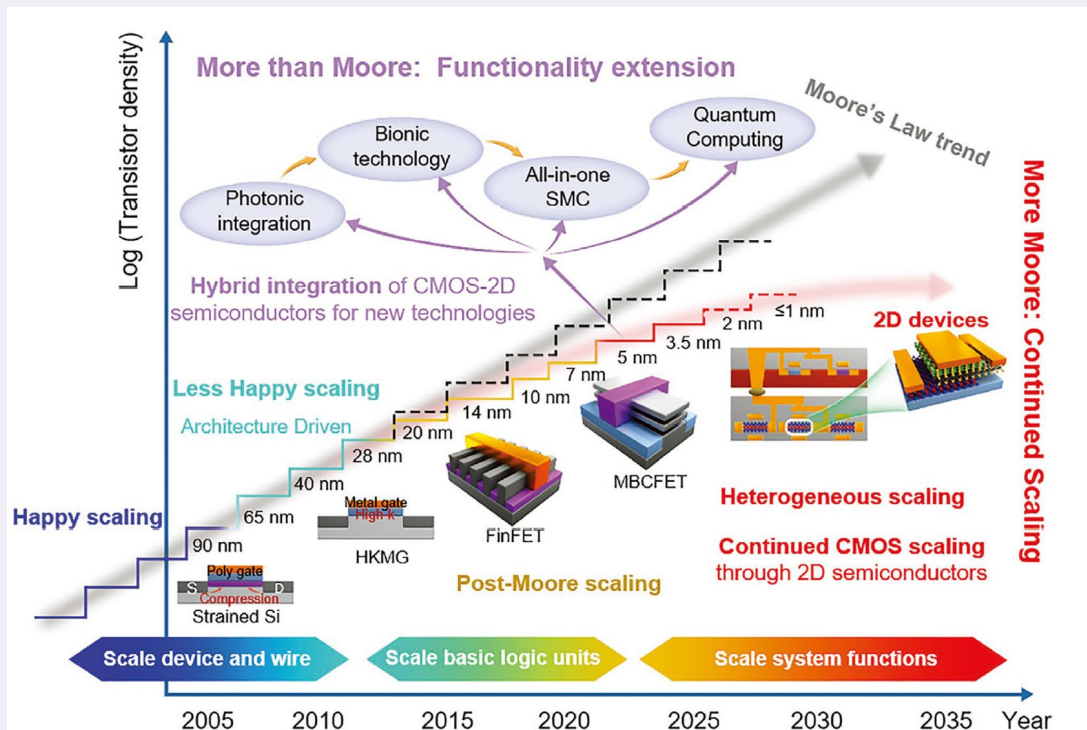 More than Moore: Functionality extension
Log (Transistor density)
Moore's Law trend
Quantum
Computing
Bionic
technology
All-in-one
SMC
Photonic
integration
More Moore: Continued Scaling
Hybrid integration of CMOS-2D
semiconductors for new technologies
≤1 nm
2 nm
3.5 nm
5 nm
7 nm
10 nm
14 nm
20 nm
28 nm
40 nm
65 nm
90 nm
2D devices
Less Happy scaling
Architecture Driven
Happy scaling
MBCFET
FinFET
Metal gate
High-k
HKMG
Poly gate
S
D
Compression
Strained Si
Heterogeneous scaling
Continued CMOS scaling
through 2D semiconductors
Post-Moore scaling
Scale device and wire
Scale basic logic units
Scale system functions
2005
2010
2015
2020
2025
2030
2035
Year